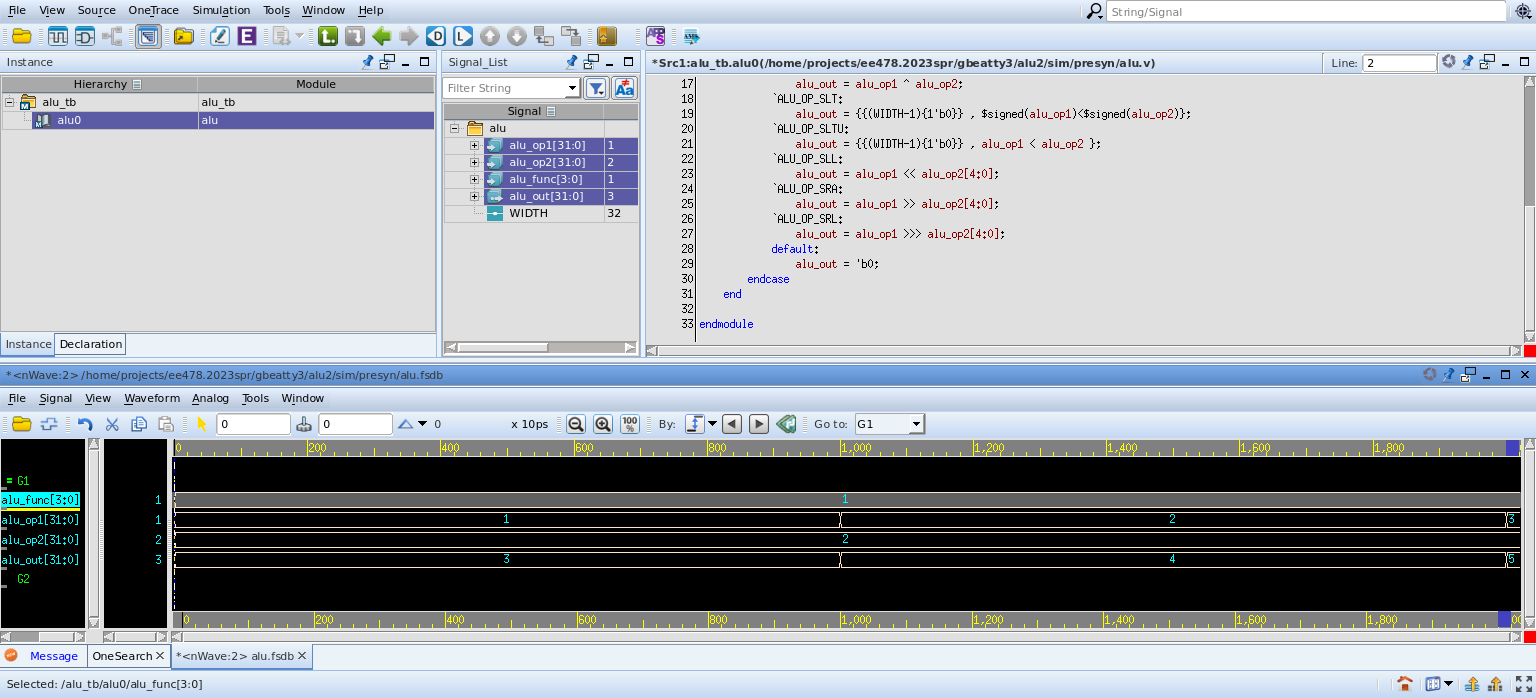 File View Source OneTrace Simulation Tools Window Help
String/Signal
Instance
Hierarchy Module
alu_tb alu_tb
alu0 alu
Instance Declaration
Signal_List
Filter String
Signal
alu
alu_op1[31:0] 1
alu_op2[31:0] 2
alu_func[3:0] 1
alu_out[31:0] 3
WIDTH 32
*Src1:alu_tb.alu0(/home/projects/ee478.2023spr/gbeatty3/alu2/sim/presyn/alu.v)
Line: 2
17 alu_out = alu_op1 ^ alu_op2;
18 `ALU_OP_SLT:
19 alu_out = {{(WIDTH-1){1'b0}} , $signed(alu_op1)<$signed(alu_op2)};
20 `ALU_OP_SLTU:
21 alu_out = {{(WIDTH-1){1'b0}} , alu_op1 < alu_op2 };
22 `ALU_OP_SLL:
23 alu_out = alu_op1 << alu_op2[4:0];
24 `ALU_OP_SRA:
25 alu_out = alu_op1 >> alu_op2[4:0];
26 `ALU_OP_SRL:
27 alu_out = alu_op1 >>> alu_op2[4:0];
28 default:
29 alu_out = 'b0;
30 endcase
31 end
32
33 endmodule
*<nWave:2> /home/projects/ee478.2023spr/gbeatty3/alu2/sim/presyn/alu.fsdb
File Signal View Waveform Analog Tools Window
0 0 0 x 10ps 100 % By: Go to: G1
0 200 400 600 800 1,000 1,200 1,400 1,600 1,800
= G1
alu_func[3:0] 1 1
alu_op1[31:0] 1 1 2 3
alu_op2[31:0] 2 2
alu_out[31:0] 3 3 4 5
G2
0 200 400 600 800 1,000 1,200 1,400 1,600 1,800
Message OneSearch *<nWave:2> alu.fsdb
Selected: /alu_tb/alu0/alu_func[3:0]